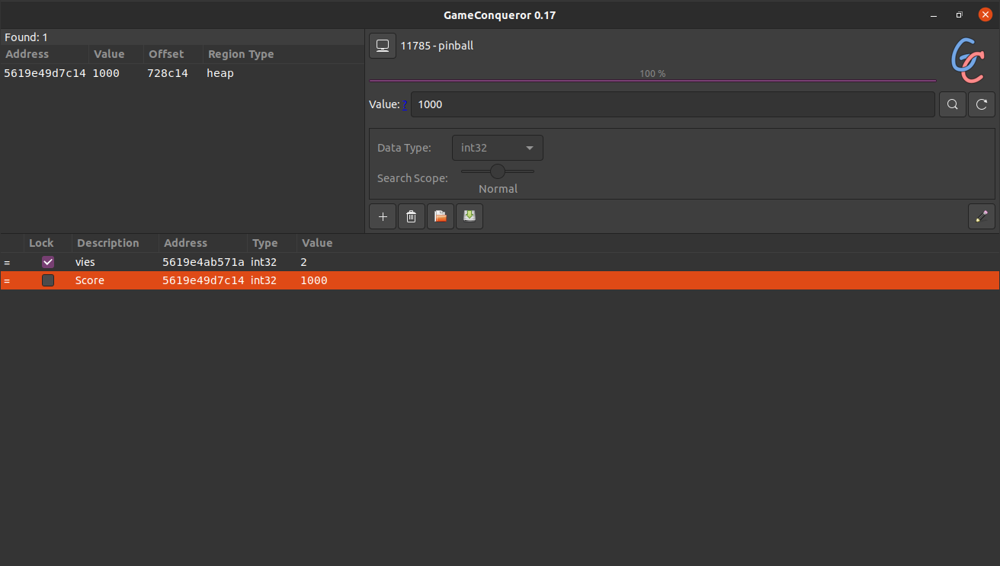 GameConqueror 0.17
Found: 1
Address Value Offset Region Type
5619e49d7c14 1000 728c14 heap
11785 - pinball
100 %
Value: ? 1000
Data Type: int32
Search Scope:
Normal
Lock Description Address Type Value
= vies 5619e4ab571a int32 2
= Score 5619e49d7c14 int32 1000